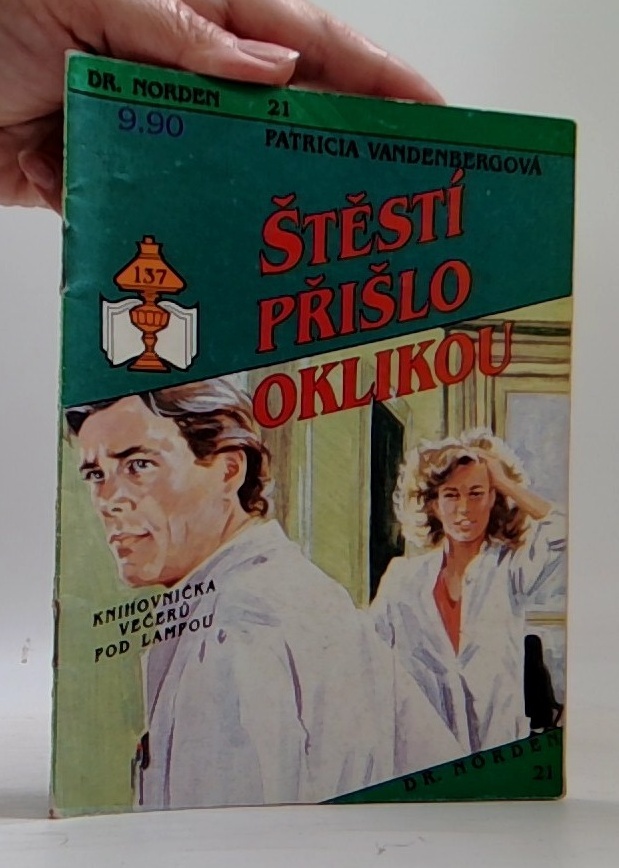 DR. NORDEN 21
9.90
PATRICIA VANDENBERGOVÁ
ŠTĚSTÍ
PŘIŠLO
OKLIKOU
137
KNIHOVNIČKA
VEČERŮ
POD LAMPOU
DR. NORDEN
21